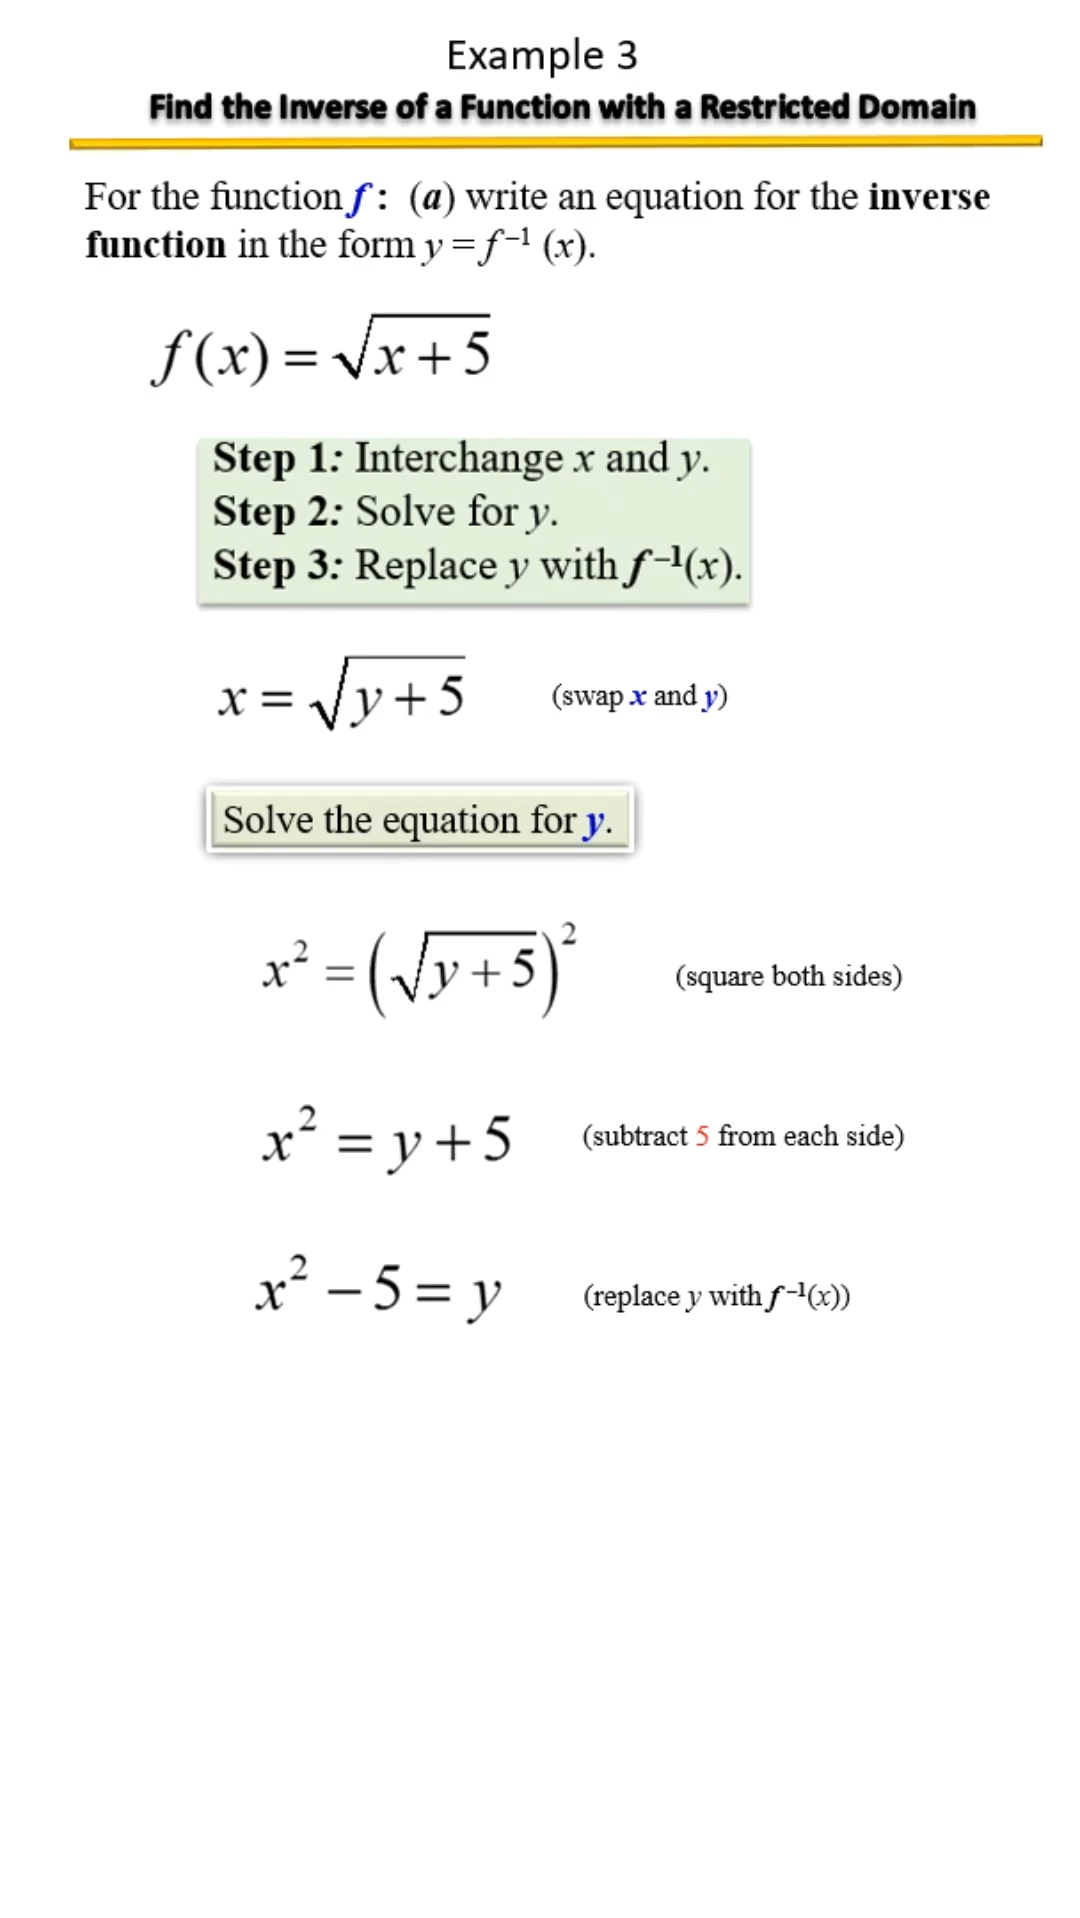 Example 3
Find the Inverse of a Function with a Restricted Domain
For the function f : (a) write an equation for the inverse
function in the form y = f⁻¹ (x).
f(x) = √(x + 5)
Step 1: Interchange x and y.
Step 2: Solve for y.
Step 3: Replace y with f⁻¹(x).
x = √(y + 5) (swap x and y)
Solve the equation for y.
x² = (√(y + 5))² (square both sides)
x² = y + 5 (subtract 5 from each side)
x² − 5 = y (replace y with f⁻¹(x))